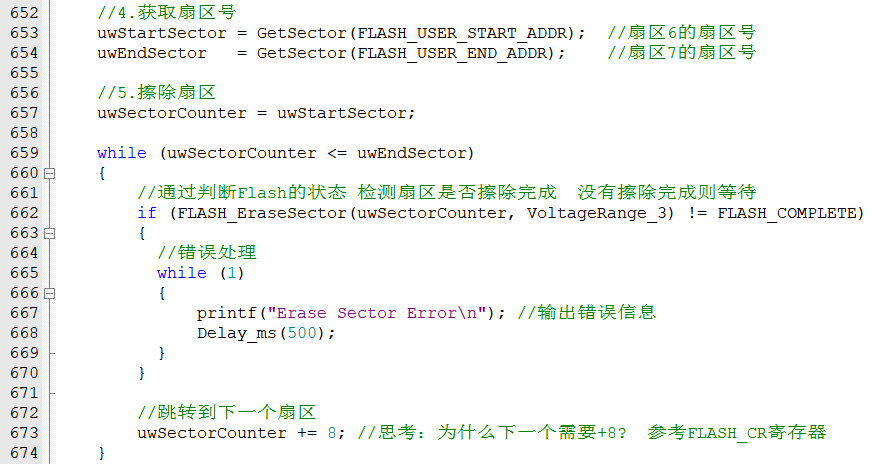 652 //4.获取扇区号
653 uwStartSector = GetSector(FLASH_USER_START_ADDR); //扇区6的扇区号
654 uwEndSector = GetSector(FLASH_USER_END_ADDR); //扇区7的扇区号
655
656 //5.擦除扇区
657 uwSectorCounter = uwStartSector;
658
659 while (uwSectorCounter <= uwEndSector)
660 {
661 //通过判断Flash的状态 检测扇区是否擦除完成 没有擦除完成则等待
662 if (FLASH_EraseSector(uwSectorCounter, VoltageRange_3) != FLASH_COMPLETE)
663 {
664 //错误处理
665 while (1)
666 {
667 printf("Erase Sector Error\n"); //输出错误信息
668 Delay_ms(500);
669 }
670 }
671
672 //跳转到下一个扇区
673 uwSectorCounter += 8; //思考：为什么下一个需要+8？ 参考FLASH_CR寄存器
674 }